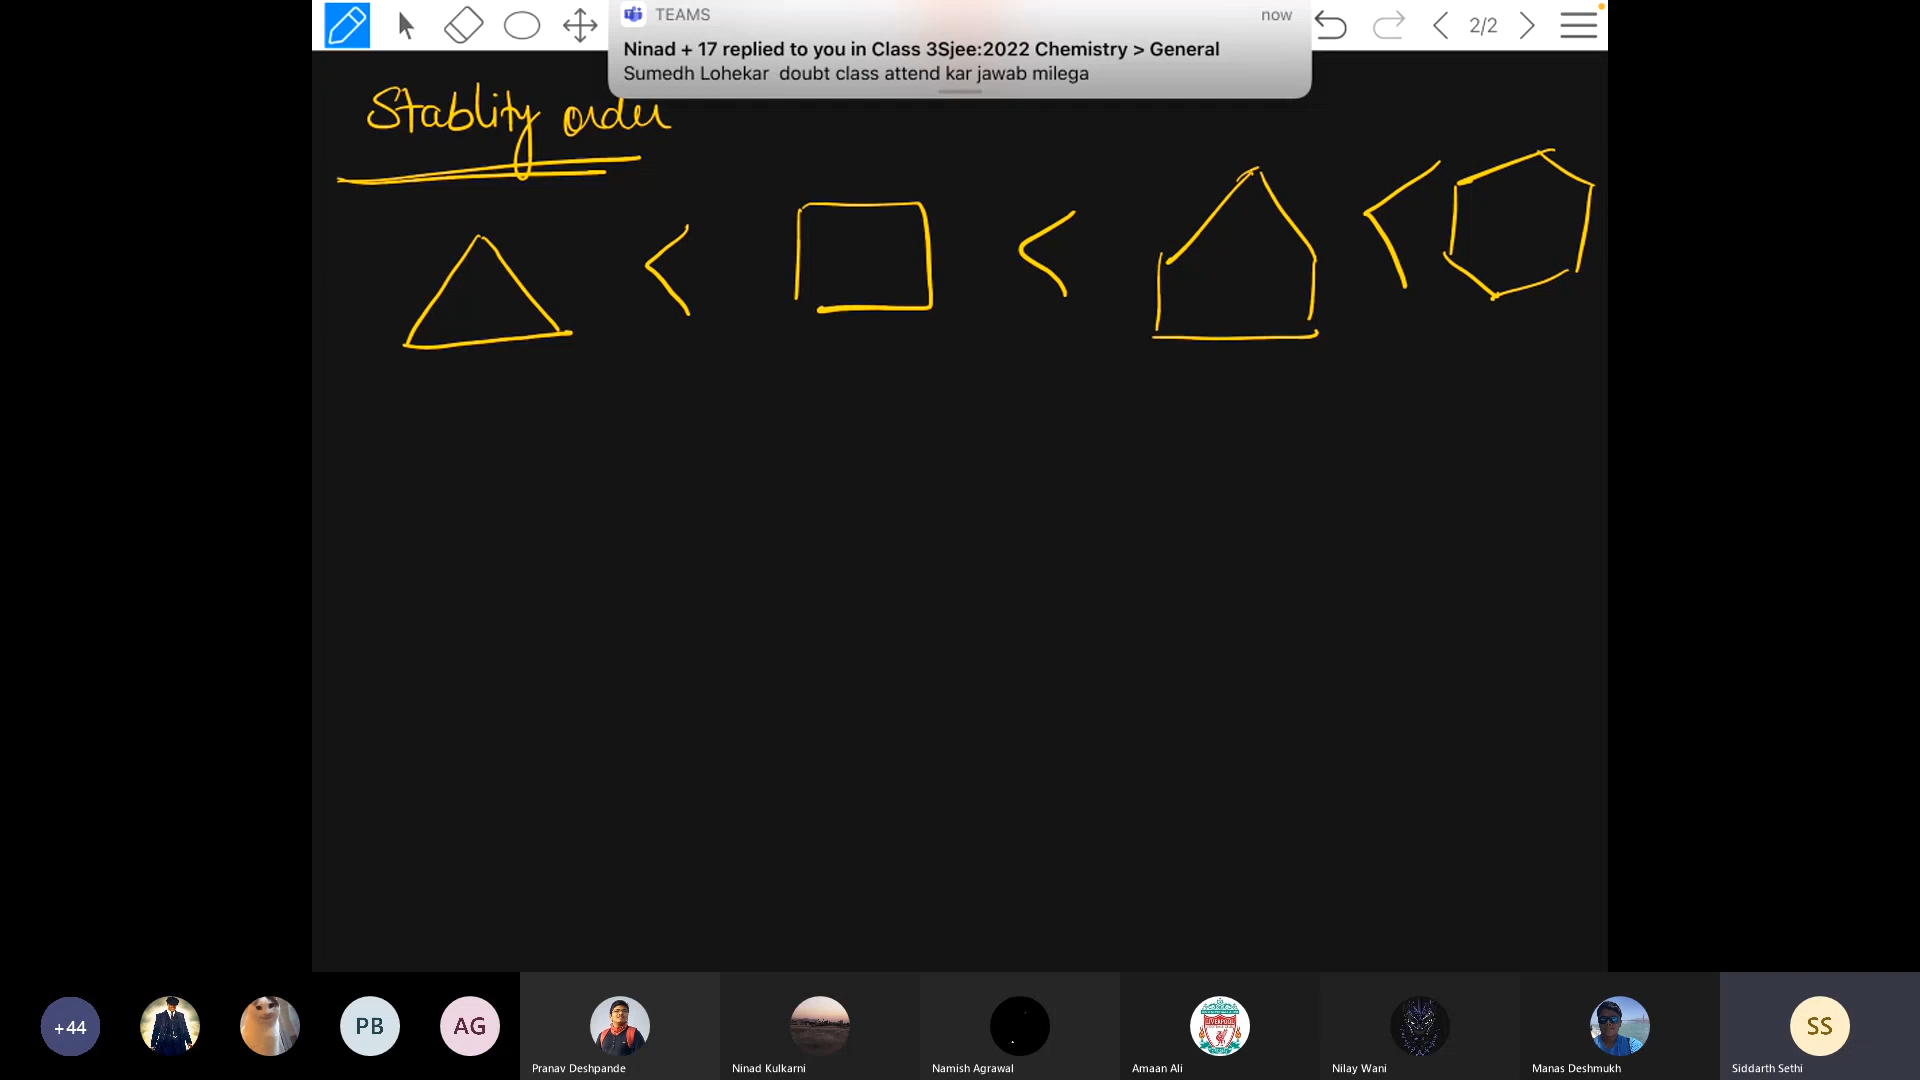 TEAMS
now
Ninad + 17 replied to you in Class 3Sjee:2022 Chemistry > General
Sumedh Lohekar doubt class attend kar jawab milega
2/2
Stablity order
< < <
+44
PB
AG
SS
Pranav Deshpande
Ninad Kulkarni
Namish Agrawal
Amaan Ali
Nilay Wani
Manas Deshmukh
Siddarth Sethi